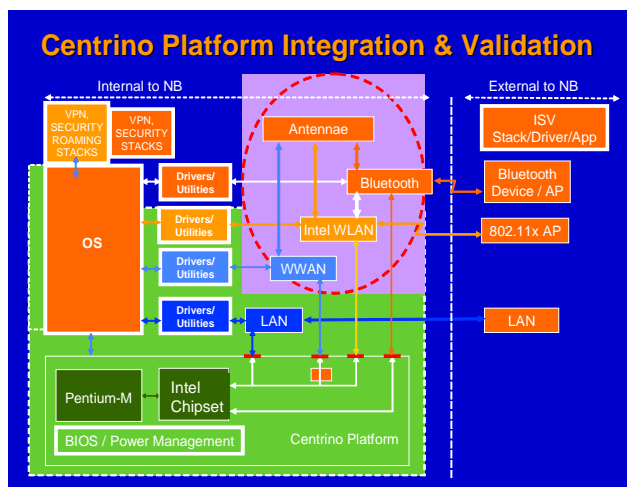 Centrino Platform Integration & Validation
Internal to NB
External to NB
VPN,
SECURITY
ROAMING
STACKS
VPN,
SECURITY
STACKS
Antennae
ISV
Stack/Driver/App
Drivers/
Utilities
Bluetooth
Bluetooth
Device / AP
OS
Drivers/
Utilities
Intel WLAN
802.11x AP
Drivers/
Utilities
WWAN
Drivers/
Utilities
LAN
LAN
Pentium-M
Intel
Chipset
BIOS / Power Management
Centrino Platform